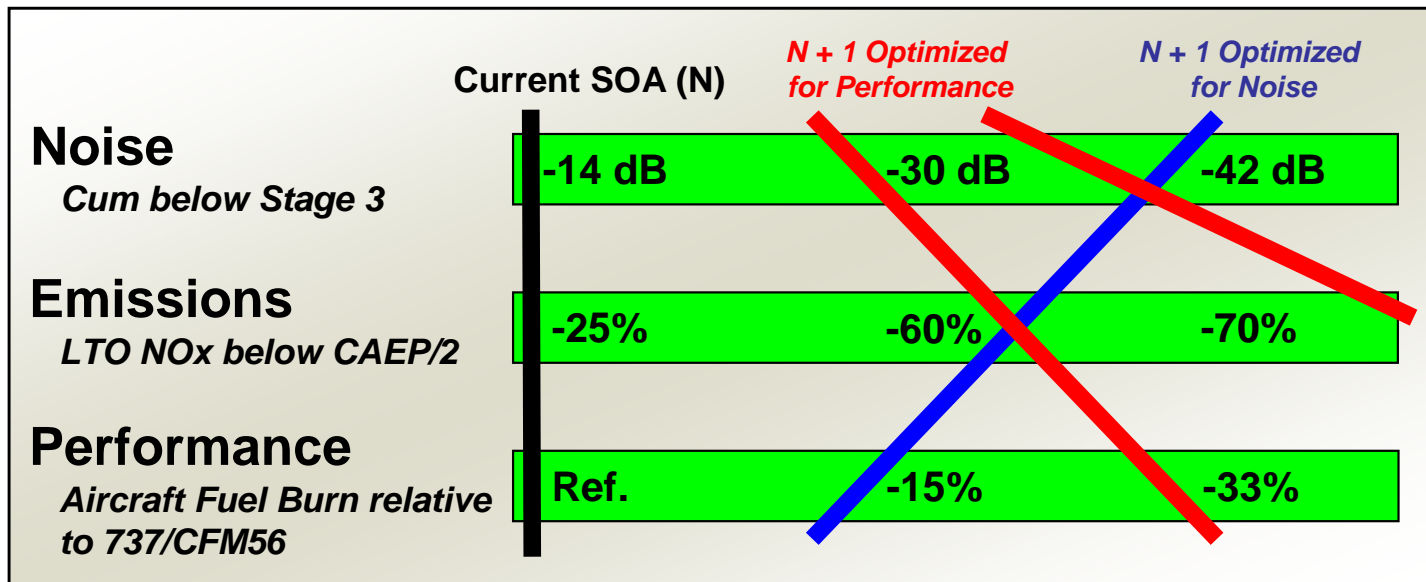 Current SOA (N)
N + 1 Optimized
for Performance
N + 1 Optimized
for Noise
Noise
Cum below Stage 3
-14 dB
-30 dB
-42 dB
Emissions
LTO NOx below CAEP/2
-25%
-60%
-70%
Performance
Aircraft Fuel Burn relative
to 737/CFM56
Ref.
-15%
-33%